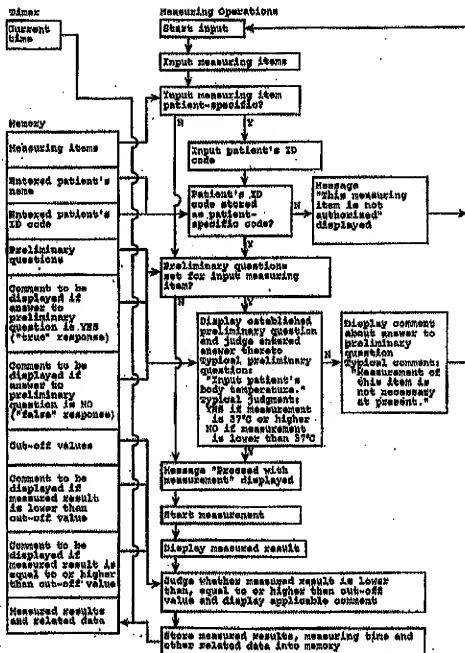 Timer
Current
time
Memory
Measuring items
Entered patient's
name
Entered patient's
ID code
Preliminary
questions
Comment to be
displayed if
answer to
preliminary
question is YES
("true" response)
Comment to be
displayed if
answer to
preliminary
question is NO
("false" response)
Cut-off values
Comment to be
displayed if
measured result
is lower than
cut-off value
Comment to be
displayed if
measured result is
equal to or higher
than cut-off value
Measured results
and related data
Measuring Operations
Start input
Input measuring items
Input measuring item
patient-specific?
N
Y
Input patient's ID
code
Patient's ID
code stored
as patient-
specific code?
N
Message
"This measuring
item is not
authorized"
displayed
Y
Preliminary questions
set for input measuring
item?
N
Y
Display established
preliminary question
and judge entered
answer thereto
Typical preliminary
question:
"Input patient's
body temperature."
Typical judgment:
YES if measurement
is 37°C or higher
NO if measurement
is lower than 37°C
N
Display comment
about answer to
preliminary
question
Typical comment:
"Measurement of
this item is
not necessary
at present."
Y
Message "Proceed with
measurement" displayed
Start measurement
Display measured result
Judge whether measured result is lower
than, equal to or higher than cut-off
value and display applicable comment
Store measured results, measuring time and
other related data into memory